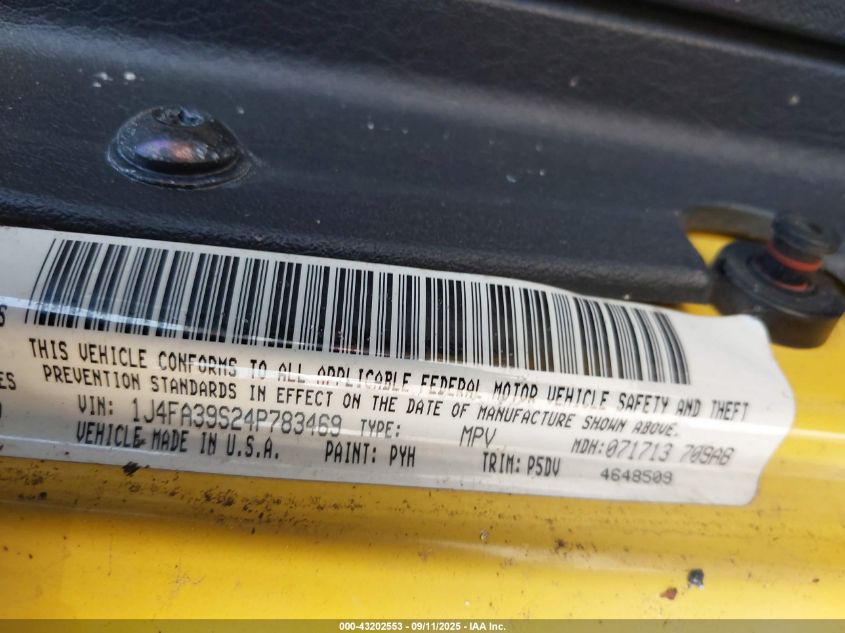 THIS VEHICLE CONFORMS TO ALL APPLICABLE FEDERAL MOTOR VEHICLE SAFETY AND THEFT
PREVENTION STANDARDS IN EFFECT ON THE DATE OF MANUFACTURE SHOWN ABOVE.
VIN: 1J4FA39S24P783469 TYPE: MPV MDH:071713 709AB
VEHICLE MADE IN U.S.A. PAINT: PYH TRIM: P5DV 4648509
000-43202553 - 09/11/2025 - IAA Inc.